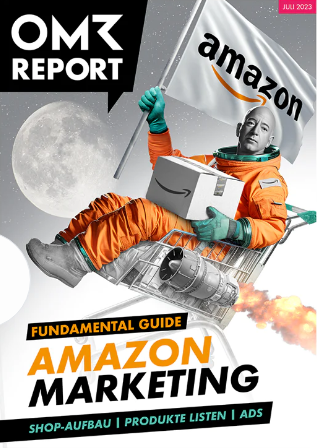 JULI 2023
OMR
REPORT
amazon
FUNDAMENTAL GUIDE
AMAZON
MARKETING
SHOP-AUFBAU | PRODUKTE LISTEN | ADS